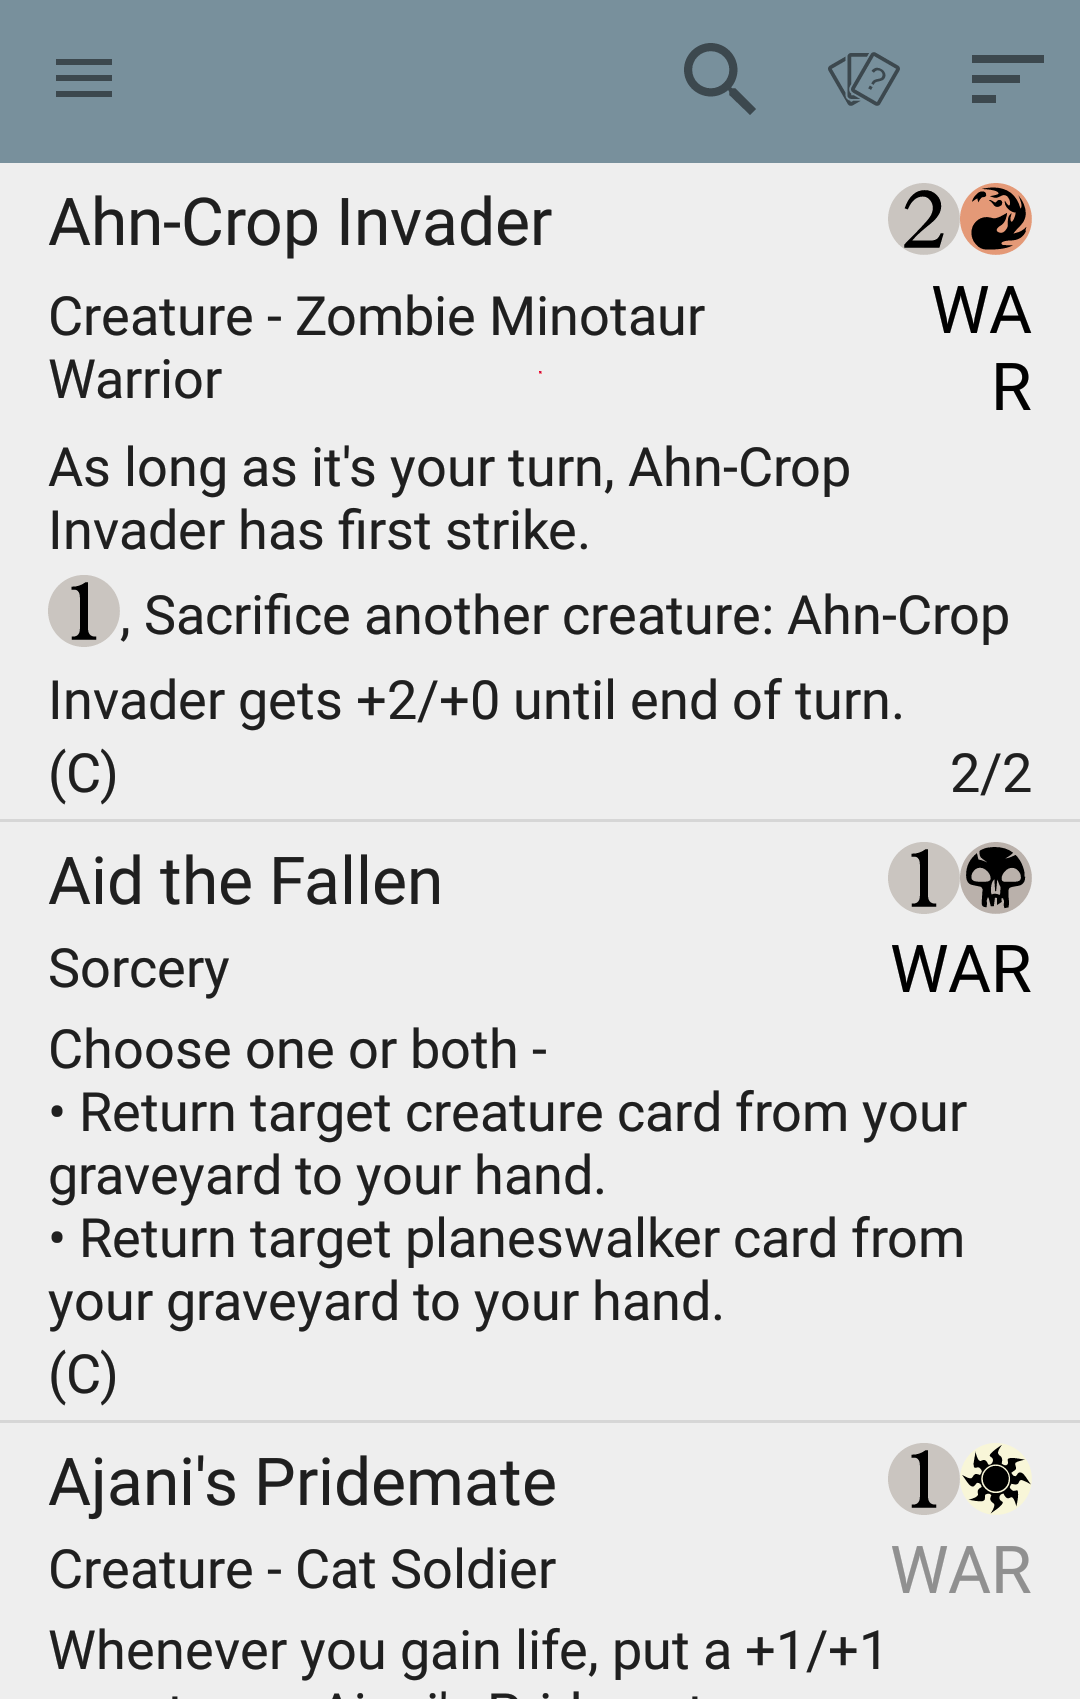 ?
Ahn-Crop Invader 2
Creature - Zombie Minotaur WA
Warrior R
As long as it's your turn, Ahn-Crop
Invader has first strike.
1, Sacrifice another creature: Ahn-Crop
Invader gets +2/+0 until end of turn.
(C) 2/2
Aid the Fallen 1
Sorcery WAR
Choose one or both -
• Return target creature card from your
graveyard to your hand.
• Return target planeswalker card from
your graveyard to your hand.
(C)
Ajani's Pridemate 1
Creature - Cat Soldier WAR
Whenever you gain life, put a +1/+1